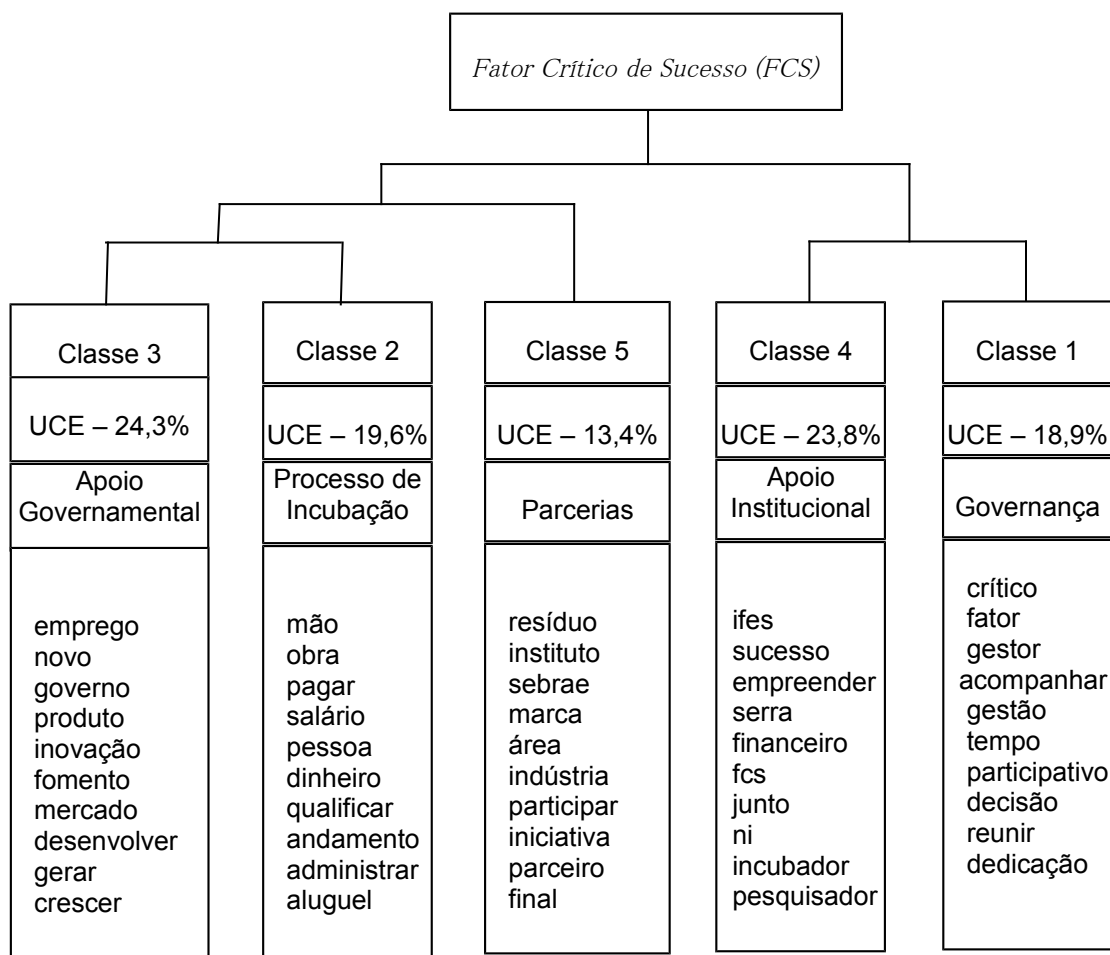 Fator Crítico de Sucesso (FCS)
Classe 3
UCE – 24,3%
Apoio
Governamental
emprego
novo
governo
produto
inovação
fomento
mercado
desenvolver
gerar
crescer
Classe 2
UCE – 19,6%
Processo de
Incubação
mão
obra
pagar
salário
pessoa
dinheiro
qualificar
andamento
administrar
aluguel
Classe 5
UCE – 13,4%
Parcerias
resíduo
instituto
sebrae
marca
área
indústria
participar
iniciativa
parceiro
final
Classe 4
UCE – 23,8%
Apoio
Institucional
ifes
sucesso
empreender
serra
financeiro
fcs
junto
ni
incubador
pesquisador
Classe 1
UCE – 18,9%
Governança
crítico
fator
gestor
acompanhar
gestão
tempo
participativo
decisão
reunir
dedicação